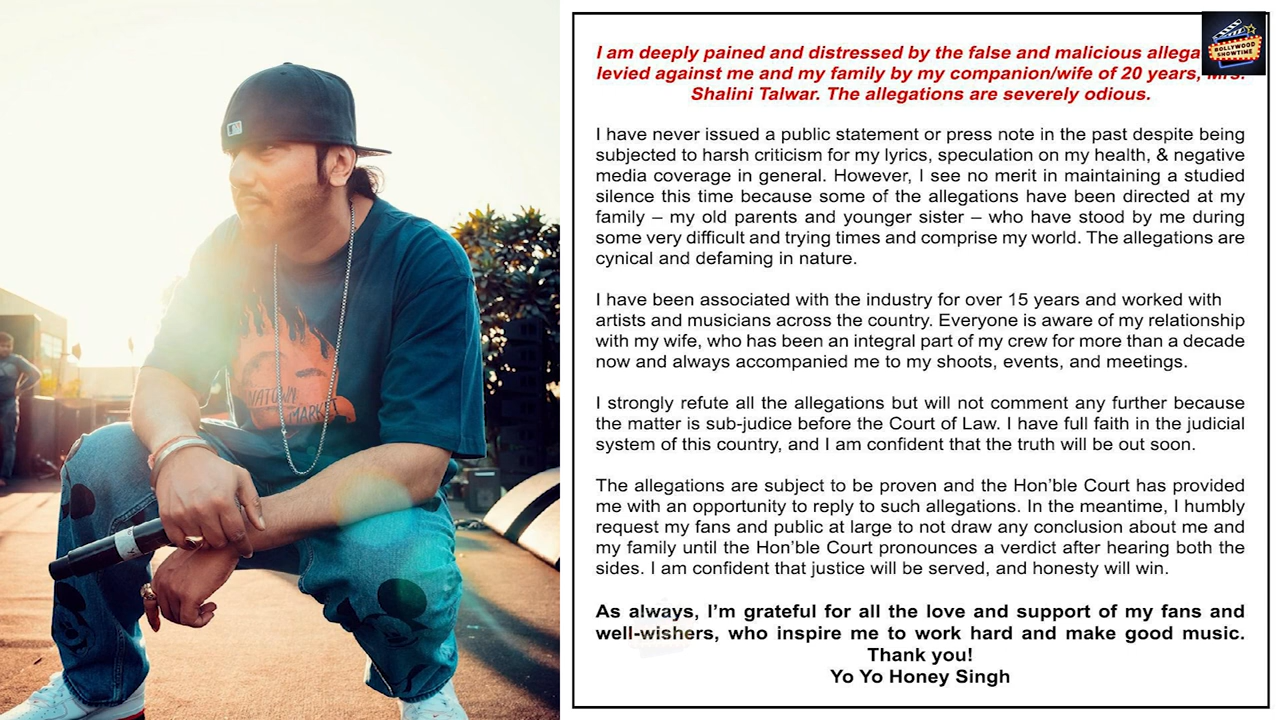 NATOWN
MARK
BOLLYWOOD
SHOWTIME
I am deeply pained and distressed by the false and malicious allega
levied against me and my family by my companion/wife of 20 years, Mrs.
Shalini Talwar. The allegations are severely odious.
I have never issued a public statement or press note in the past despite being
subjected to harsh criticism for my lyrics, speculation on my health, & negative
media coverage in general. However, I see no merit in maintaining a studied
silence this time because some of the allegations have been directed at my
family – my old parents and younger sister – who have stood by me during
some very difficult and trying times and comprise my world. The allegations are
cynical and defaming in nature.
I have been associated with the industry for over 15 years and worked with
artists and musicians across the country. Everyone is aware of my relationship
with my wife, who has been an integral part of my crew for more than a decade
now and always accompanied me to my shoots, events, and meetings.
I strongly refute all the allegations but will not comment any further because
the matter is sub-judice before the Court of Law. I have full faith in the judicial
system of this country, and I am confident that the truth will be out soon.
The allegations are subject to be proven and the Hon’ble Court has provided
me with an opportunity to reply to such allegations. In the meantime, I humbly
request my fans and public at large to not draw any conclusion about me and
my family until the Hon’ble Court pronounces a verdict after hearing both the
sides. I am confident that justice will be served, and honesty will win.
As always, I’m grateful for all the love and support of my fans and
well-wishers, who inspire me to work hard and make good music.
Thank you!
Yo Yo Honey Singh